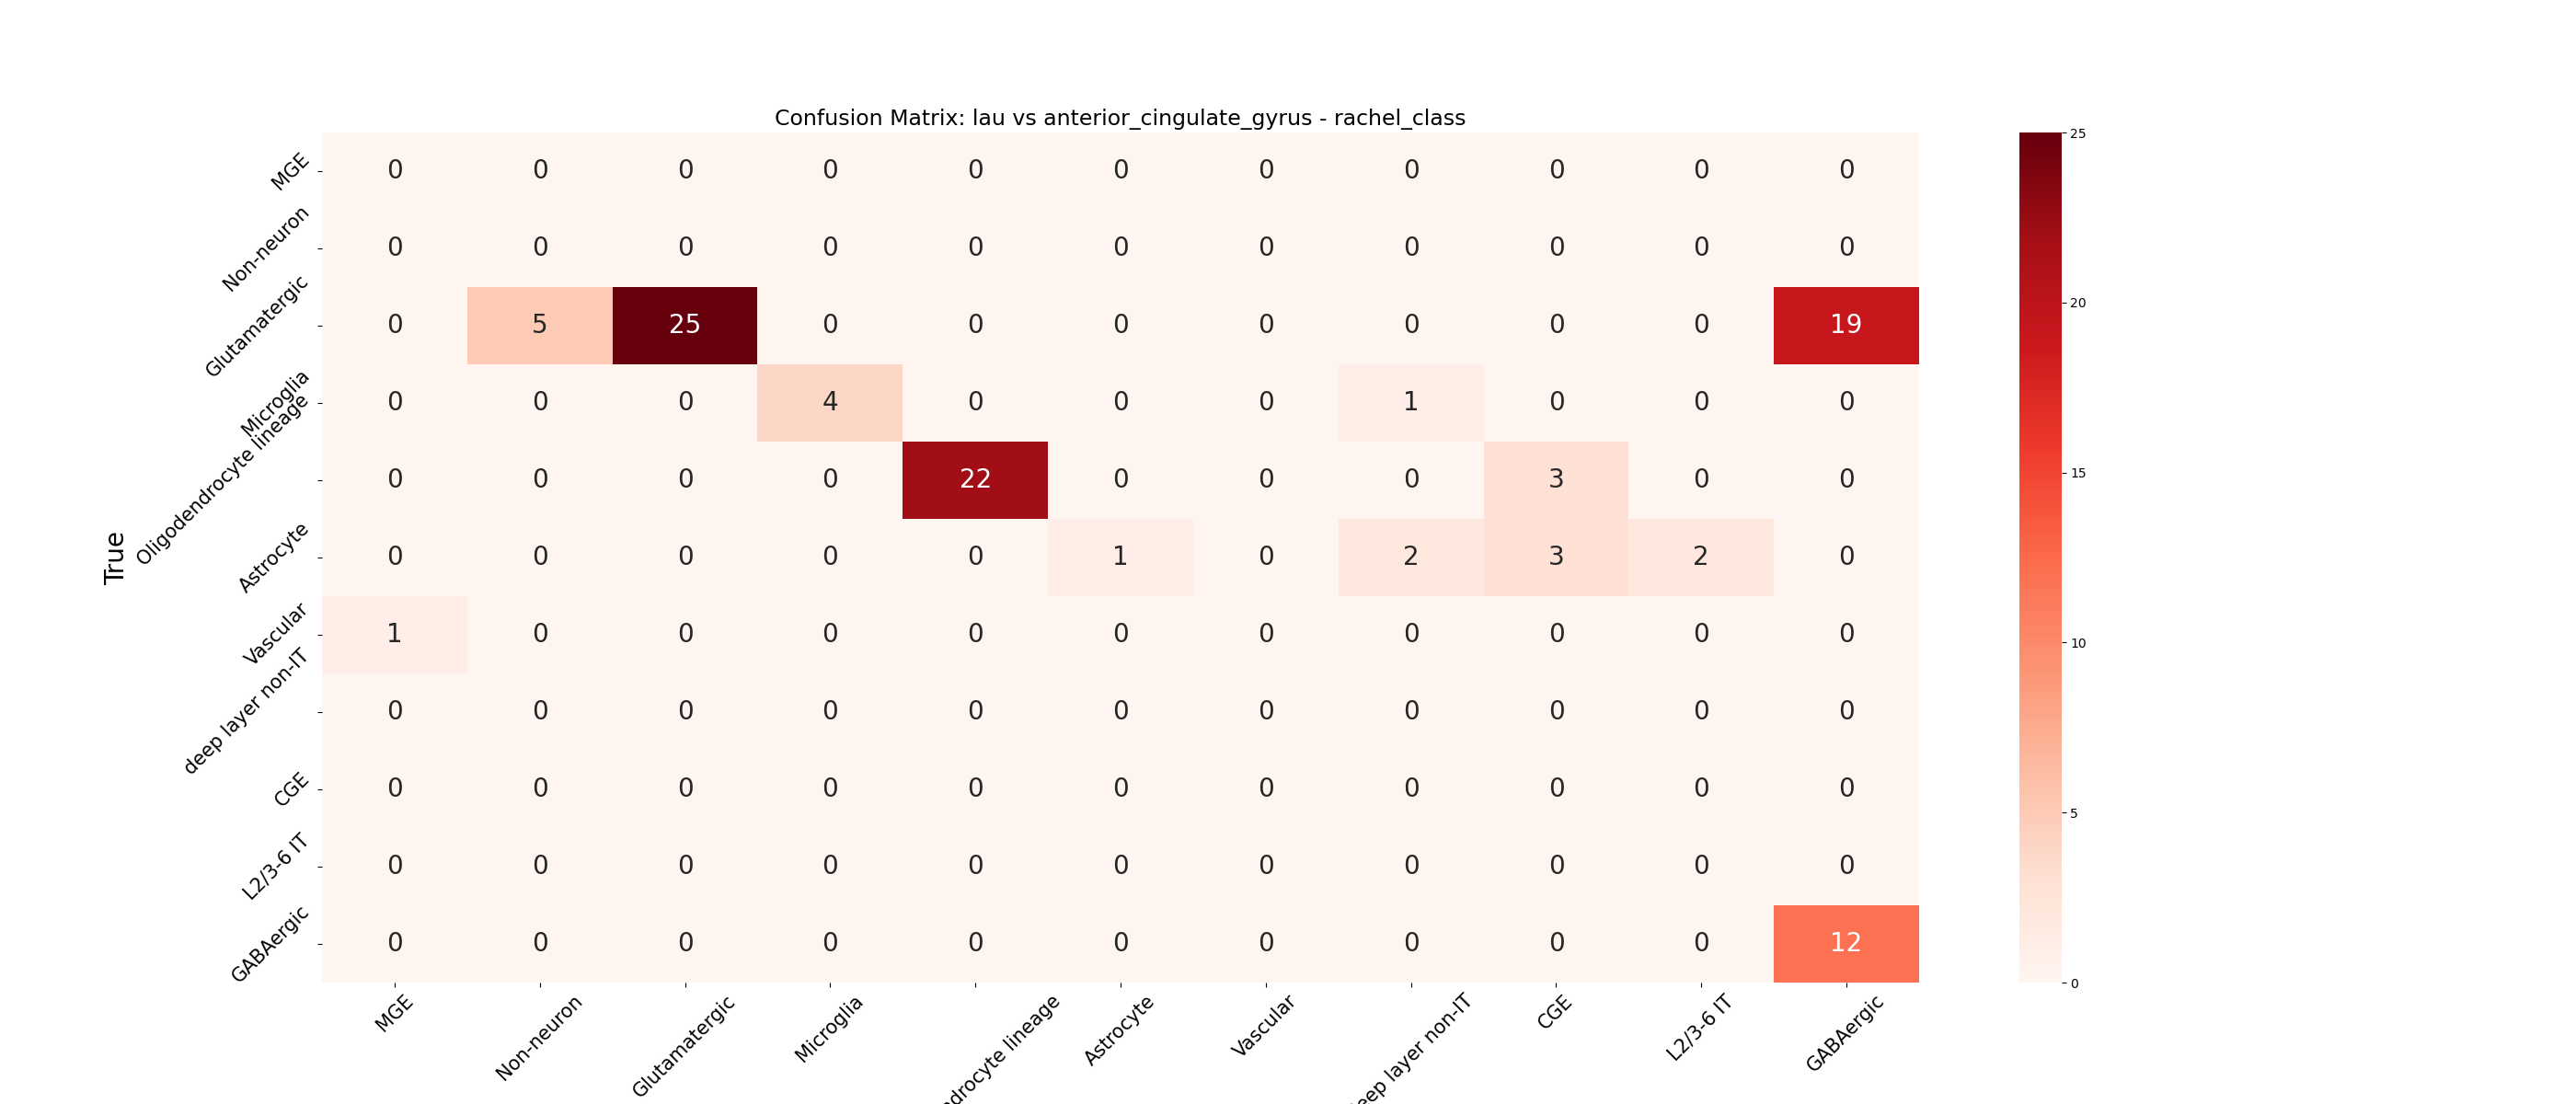 Confusion Matrix: lau vs anterior_cingulate_gyrus - rachel_class
True
MGE 0 0 0 0 0 0 0 0 0 0 0
Non-neuron 0 0 0 0 0 0 0 0 0 0 0
Glutamatergic 0 5 25 0 0 0 0 0 0 0 19
Microglia 0 0 0 4 0 0 0 1 0 0 0
Oligodendrocyte lineage 0 0 0 0 22 0 0 0 3 0 0
Astrocyte 0 0 0 0 0 1 0 2 3 2 0
Vascular 1 0 0 0 0 0 0 0 0 0 0
deep layer non-IT 0 0 0 0 0 0 0 0 0 0 0
CGE 0 0 0 0 0 0 0 0 0 0 0
L2/3-6 IT 0 0 0 0 0 0 0 0 0 0 0
GABAergic 0 0 0 0 0 0 0 0 0 0 12
MGE Non-neuron Glutamatergic Microglia ndrocyte lineage Astrocyte Vascular eep layer non-IT CGE L2/3-6 IT GABAergic
25
20
15
10
5
0